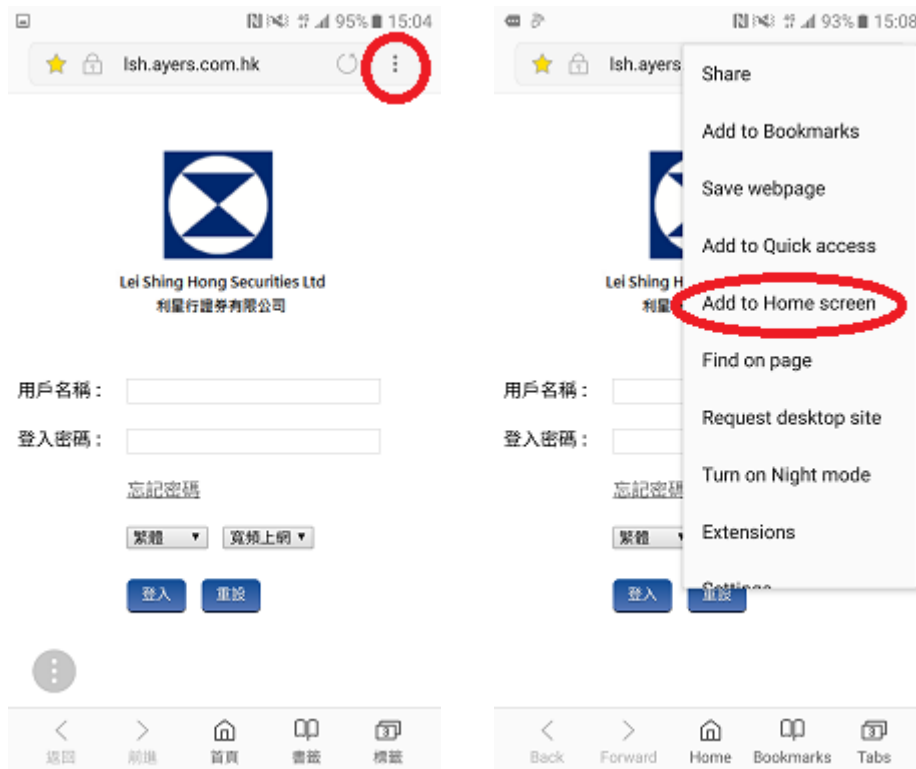 95% 15:04
lsh.ayers.com.hk
Lei Shing Hong Securities Ltd
利星行證券有限公司
用戶名稱：
登入密碼：
忘記密碼
繁體 ▼ 寬頻上網 ▼
登入 重設
返回 前進 首頁 書籤 標籤
3
93% 15:08
lsh.ayers
Share
Add to Bookmarks
Save webpage
Add to Quick access
Add to Home screen
Find on page
Request desktop site
Turn on Night mode
Extensions
Settings
Lei Shing H
利星
用戶名稱：
登入密碼：
忘記密碼
繁體
登入 重設
3
Back Forward Home Bookmarks Tabs